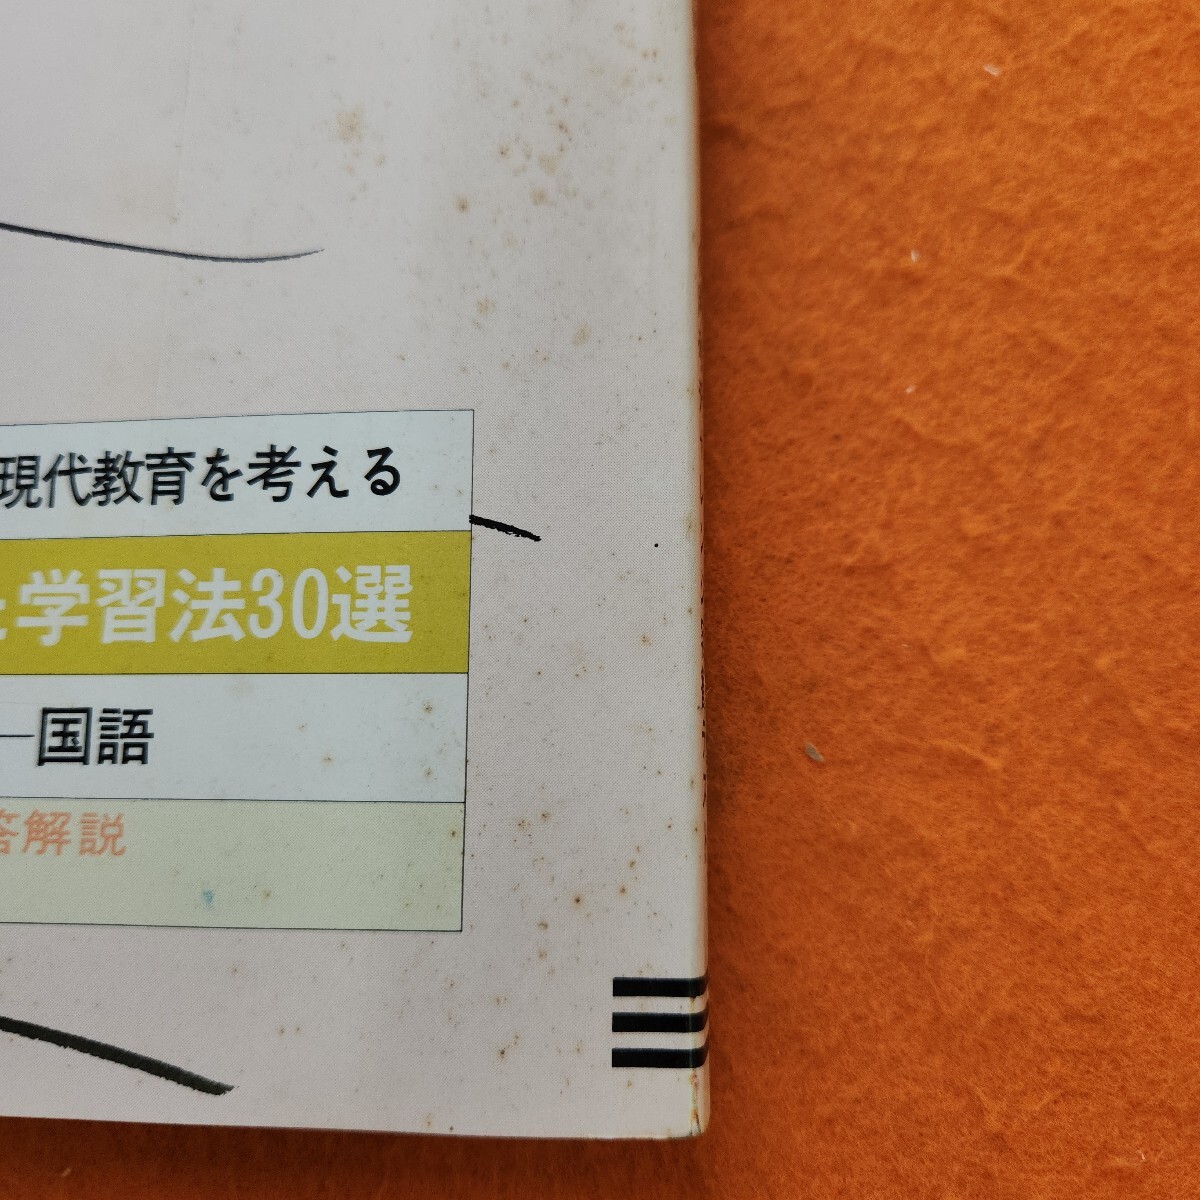 現代教育を考える
と学習法30選
―国語
答解説